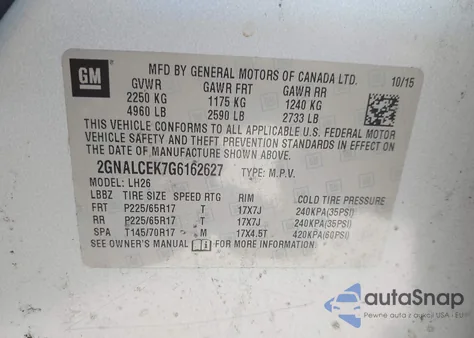 GM
MFD BY GENERAL MOTORS OF CANADA LTD. 10/15
GVWR GAWR FRT GAWR RR
2250 KG 1175 KG 1240 KG
4960 LB 2590 LB 2733 LB
THIS VEHICLE CONFORMS TO ALL APPLICABLE U.S. FEDERAL MOTOR
VEHICLE SAFETY AND THEFT PREVENTION STANDARDS IN EFFECT ON
THE DATE OF MANUFACTURE SHOWN ABOVE.
2GNALCEK7G6162627 TYPE: M.P.V.
MODEL: LH26
LBBZ TIRE SIZE SPEED RTG RIM COLD TIRE PRESSURE
FRT P225/65R17 T 17X7J 240KPA(35PSI)
RR P225/65R17 T 17X7J 240KPA(35PSI)
SPA T145/70R17 M 17X4.5T 420KPA(60PSI)
SEE OWNER'S MANUAL FOR MORE INFORMATION.
autaSnap
Pewne auta z USA i